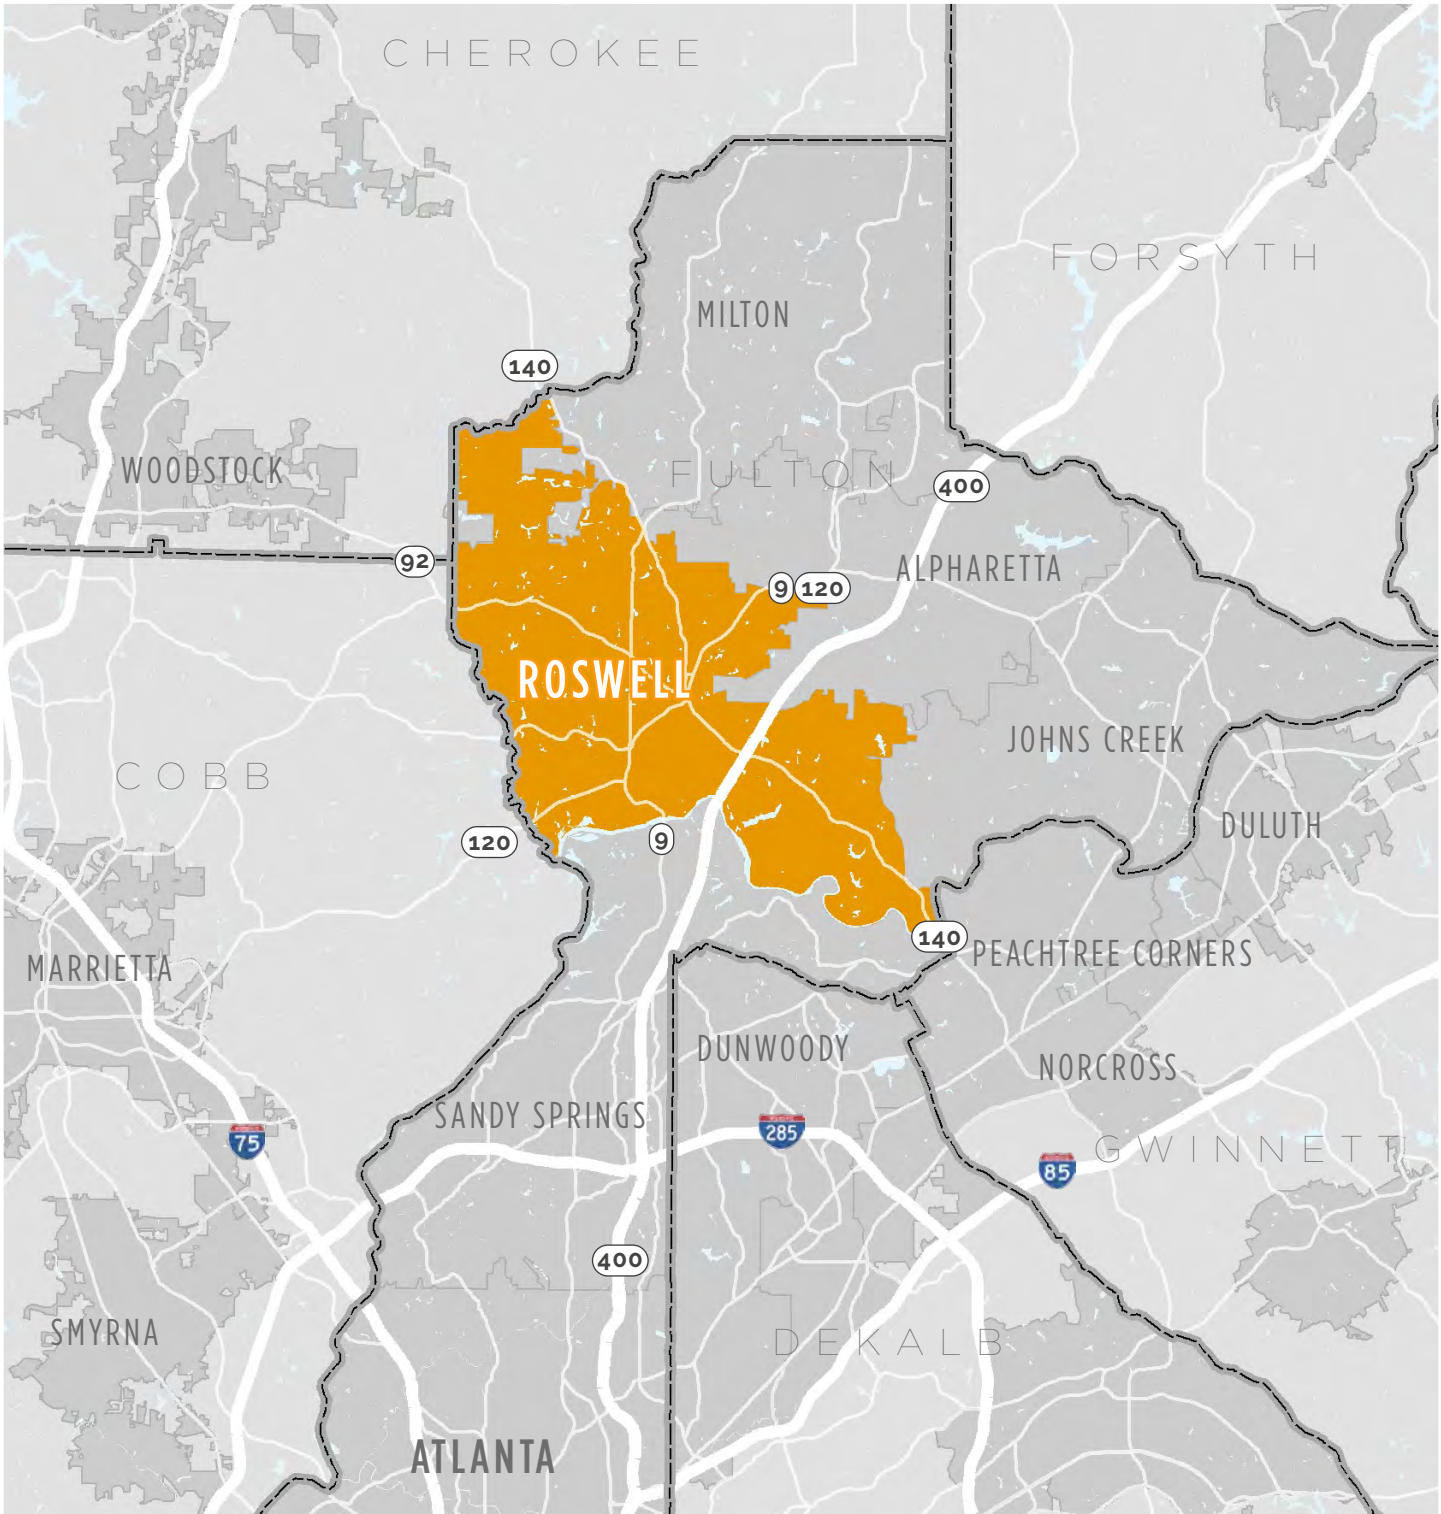 CHEROKEE
FORSYTH
MILTON
140
WOODSTOCK
FULTON
400
92
ALPHARETTA
9 120
ROSWELL
JOHNS CREEK
COBB
DULUTH
120
9
140
PEACHTREE CORNERS
MARRIETTA
DUNWOODY
NORCROSS
SANDY SPRINGS
75
285
GWINNETT
85
400
SMYRNA
DEKALB
ATLANTA